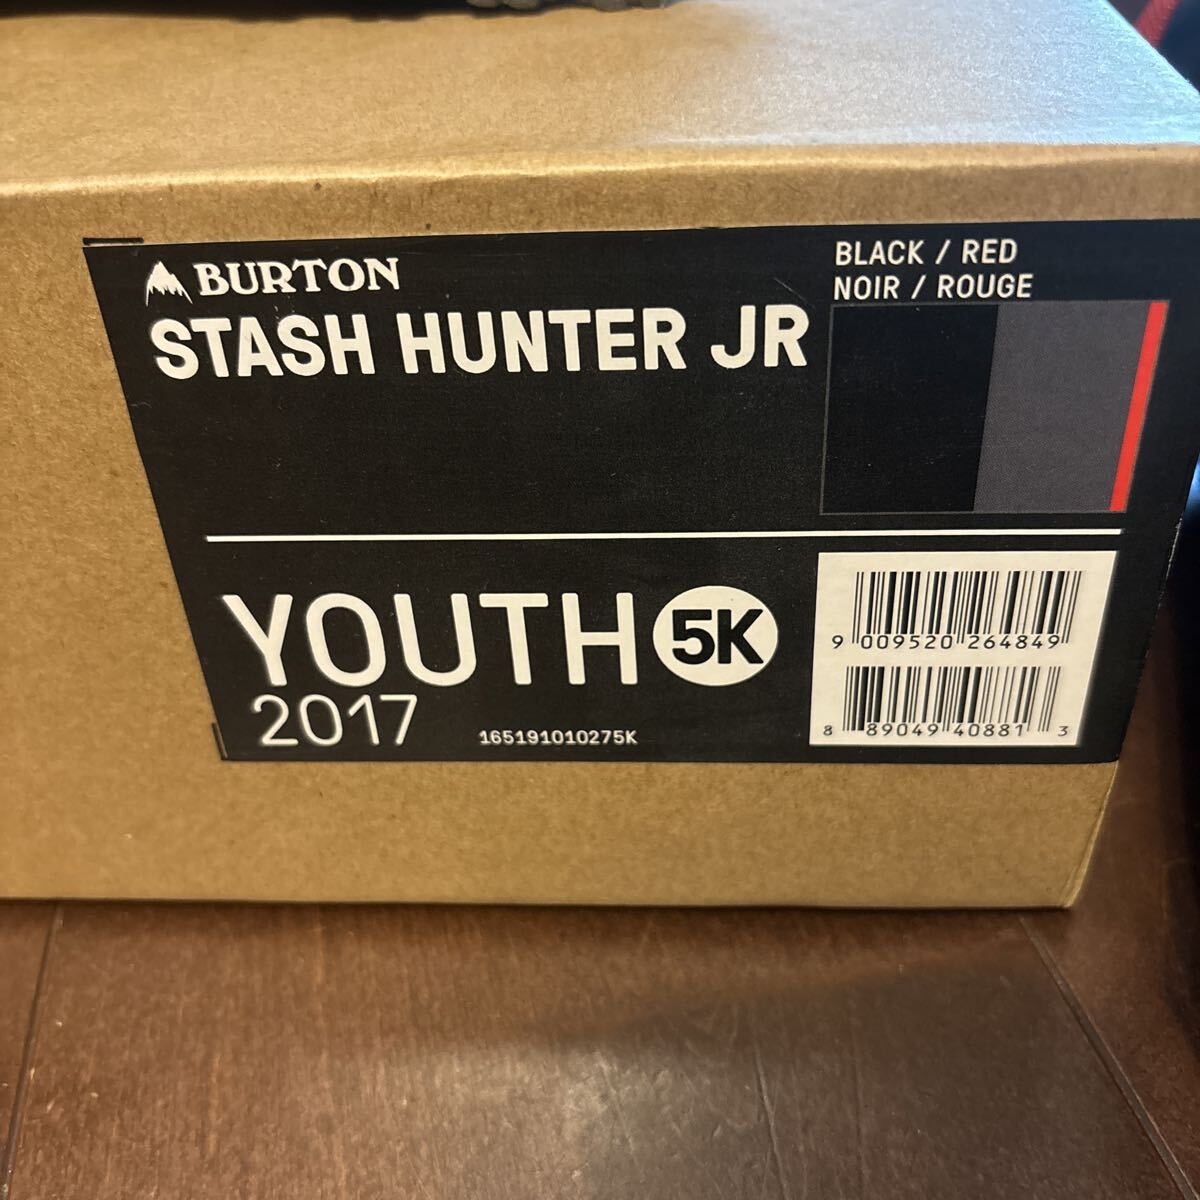 BURTON
STASH HUNTER JR
BLACK / RED
NOIR / ROUGE
YOUTH 5K
2017
165191010275K
9 009520 264849
8 89049 40881 3